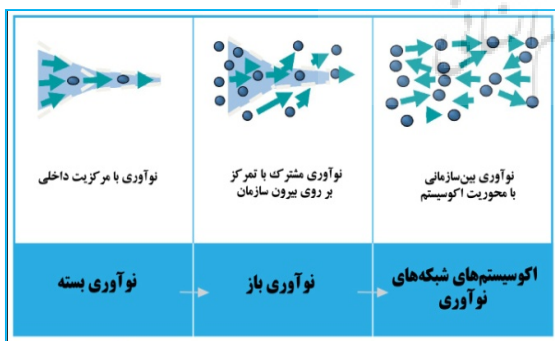 نوآوری بین‌سازمانی
با محوریت اکوسیستم
نوآوری مشترك با تمرکز
بر روی بیرون سازمان
نوآوری با مرکزیت داخلی
اکوسیستم‌های شبکه‌های
نوآوری
نوآوری باز
نوآوری بسته